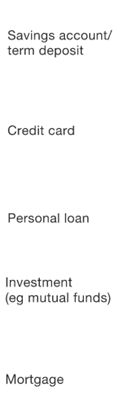 Savings account/
term deposit
Credit card
Personal loan
Investment
(eg mutual funds)
Mortgage